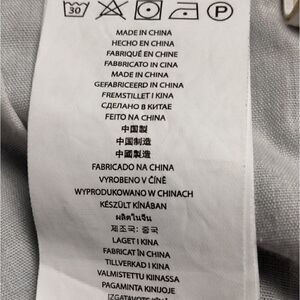 30
P
MADE IN CHINA
HECHO EN CHINA
FABRIQUÉ EN CHINE
FABBRICATO IN CINA
MADE IN CHINA
GEFABRICEERD IN CHINA
FREMSTILLET I KINA
СДЕЛАНО В КИТАЕ
FEITO NA CHINA
中国製
中国制造
中國製造
FABRICADO NA CHINA
VYROBENO V ČÍNĚ
WYPRODUKOWANO W CHINACH
KÉSZÜLT KÍNÁBAN
ผลิตในจีน
제조국: 중국
LAGET I KINA
FABRICAT ÎN CHINA
TILLVERKAD I KINA
VALMISTETTU KIINASSA
PAGAMINTA KINIJOJE
IZGATAVOTS ĶĪNĀ